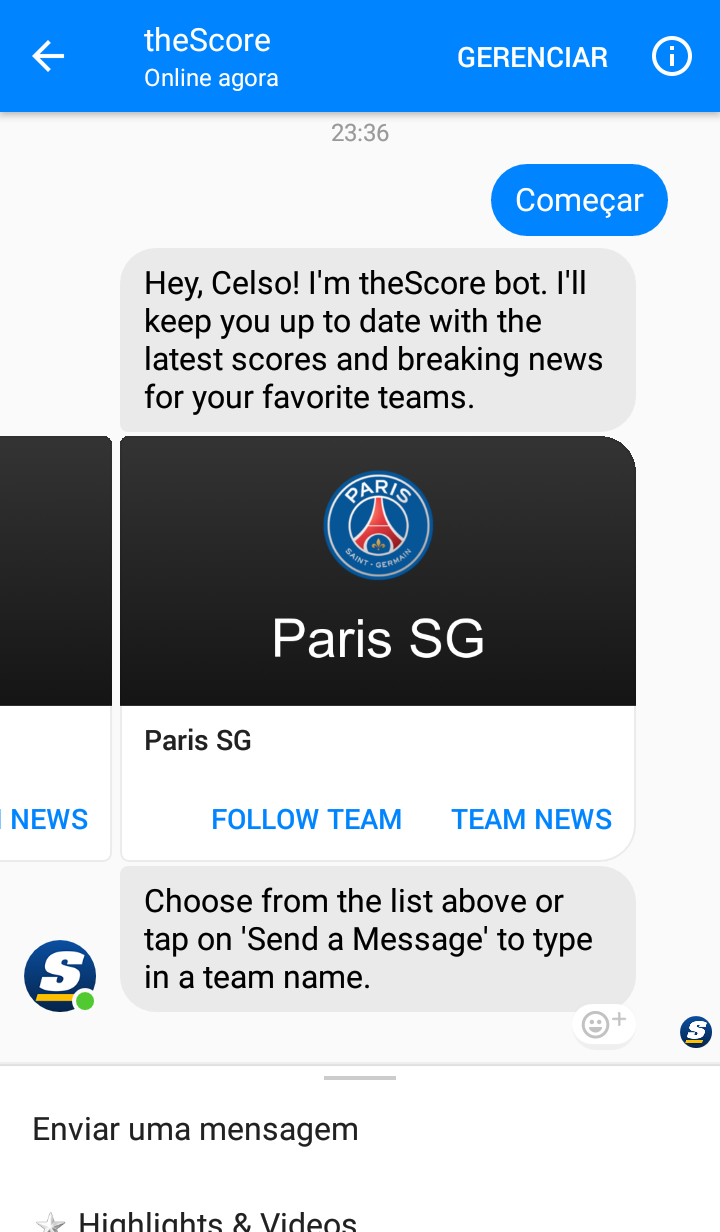 theScore
Online agora
GERENCIAR
23:36
Começar
Hey, Celso! I'm theScore bot. I'll
keep you up to date with the
latest scores and breaking news
for your favorite teams.
PARIS
SAINT - GERMAIN
Paris SG
Paris SG
NEWS
FOLLOW TEAM
TEAM NEWS
Choose from the list above or
tap on 'Send a Message' to type
in a team name.
S
S
Enviar uma mensagem
Highlights & Videos